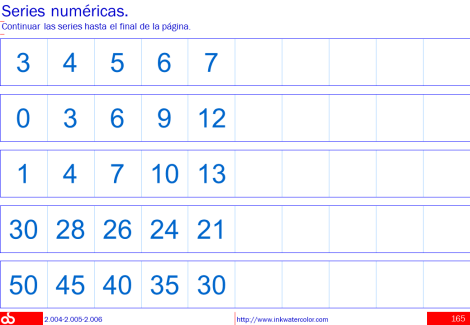 Series numéricas.
Continuar las series hasta el final de la página.
3 4 5 6 7
0 3 6 9 12
1 4 7 10 13
30 28 26 24 21
50 45 40 35 30
2.004-2.005-2.006 http://www.inkwatercolor.com 165